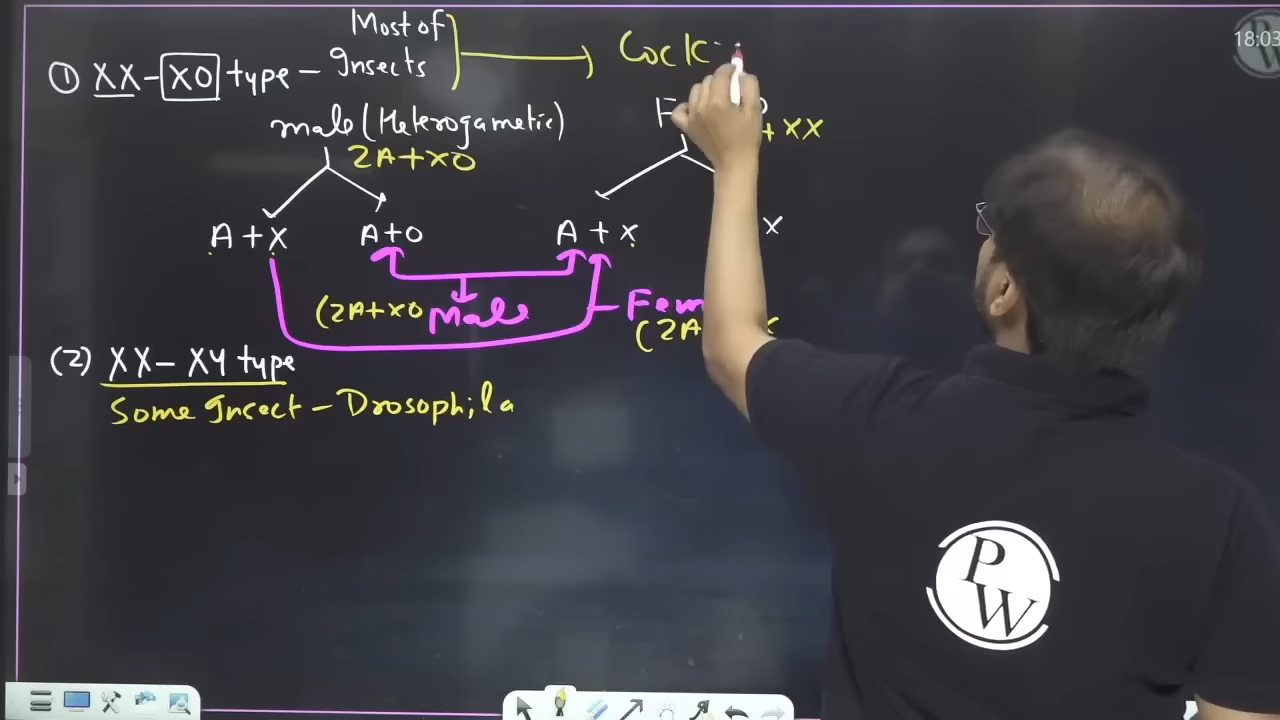 Most of
① XX-XO type - Insects → Cock
18:03
male (Heterogametic)
2A+XO + XX
A+X A+O A + X X
(2A+XO Male Fem
(2A
(2) XX- XY type
Some Insect - Drosophila
PW